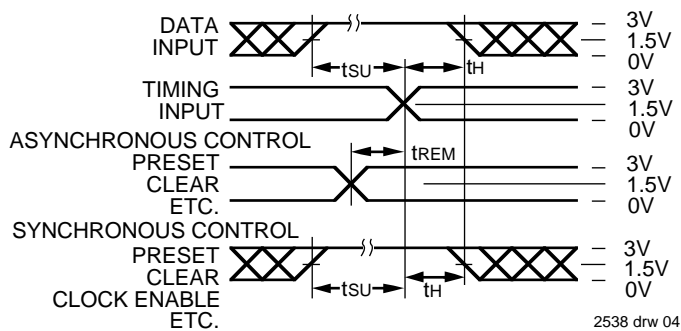 DATA INPUT
3V
1.5V
0V
tSU
tH
TIMING INPUT
3V
1.5V
0V
ASYNCHRONOUS CONTROL
tREM
PRESET
CLEAR
ETC.
3V
1.5V
0V
SYNCHRONOUS CONTROL
PRESET
CLEAR
CLOCK ENABLE
ETC.
3V
1.5V
0V
tSU
tH
2538 drw 04